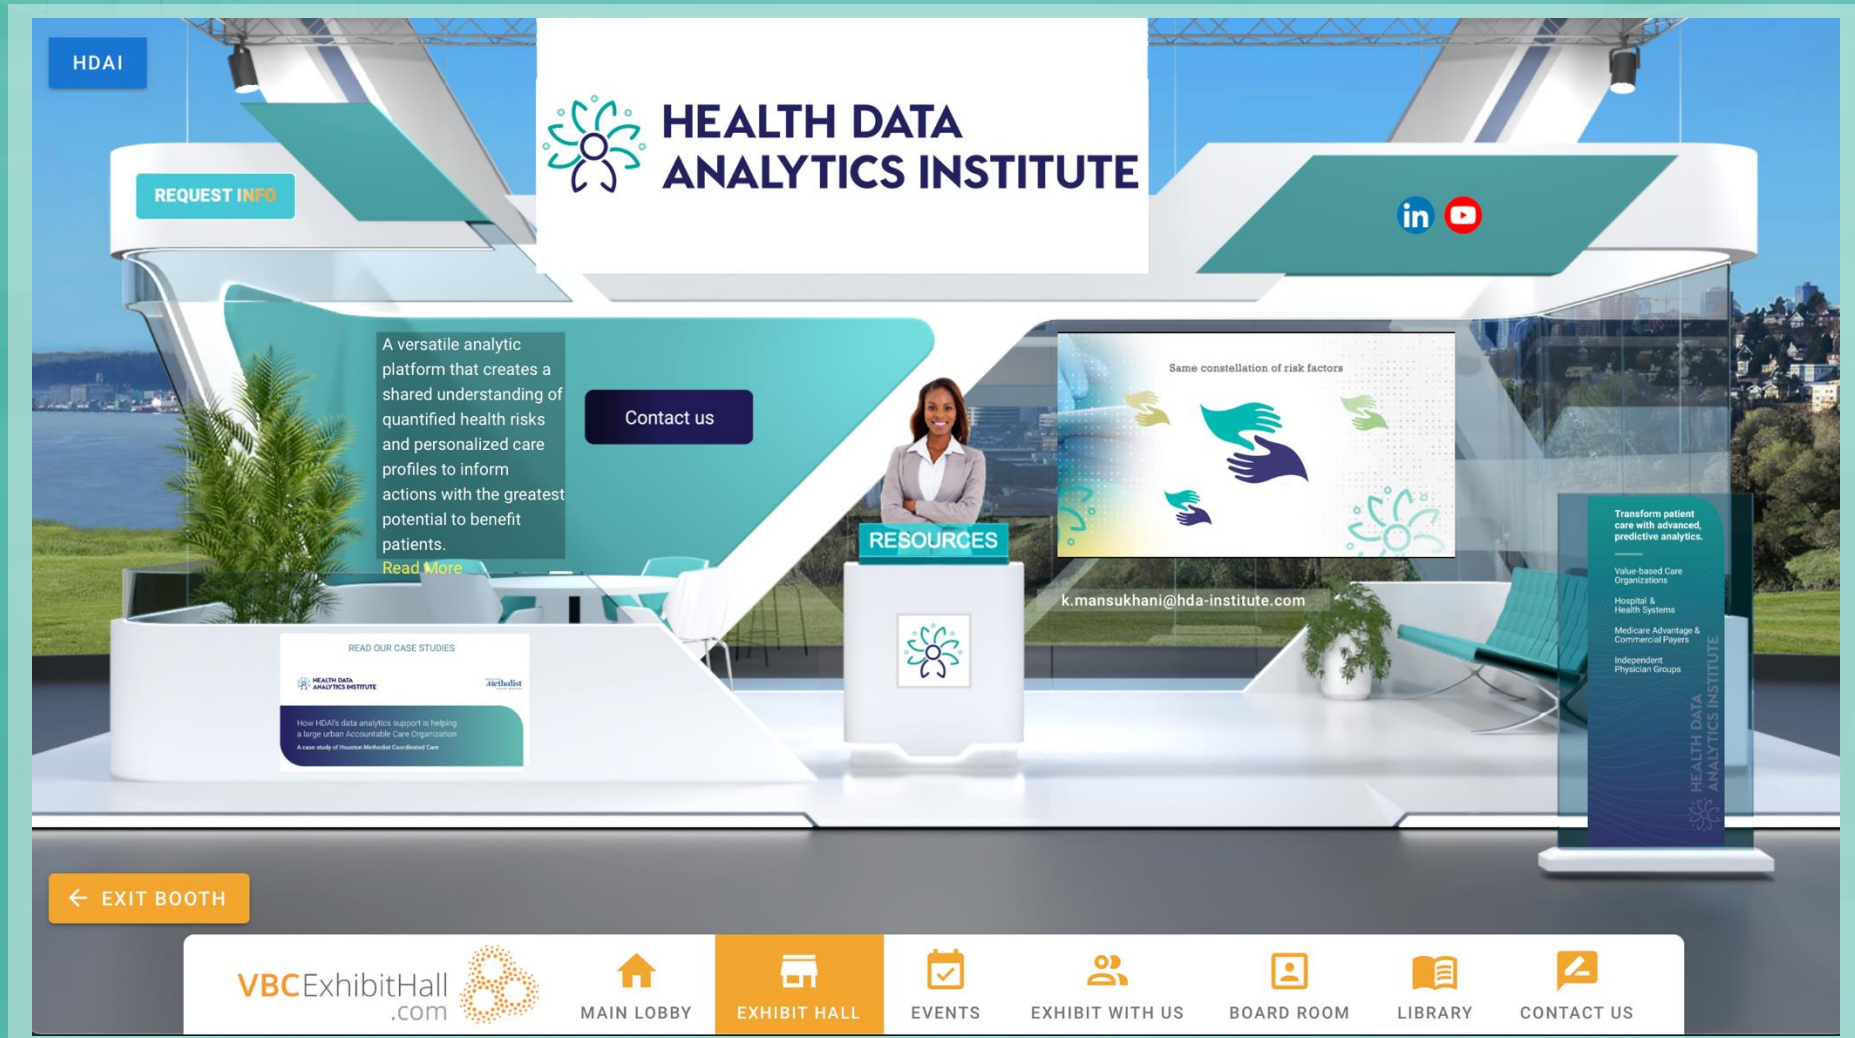 HDAI
HEALTH DATA
ANALYTICS INSTITUTE
REQUEST INFO
in
A versatile analytic
platform that creates a
shared understanding of
quantified health risks
and personalized care
profiles to inform
actions with the greatest
potential to benefit
patients.
Read More
Contact us
Same constellation of risk factors
RESOURCES
k.mansukhani@hda-institute.com
Transform patient
care with advanced,
predictive analytics.
Value-based Care
Organizations
Hospital &
Health Systems
Medicare Advantage &
Commercial Payers
Independent
Physician Groups
HEALTH DATA
ANALYTICS INSTITUTE
READ OUR CASE STUDIES
HEALTH DATA
ANALYTICS INSTITUTE
Methodist
How HDAI's data analytics support is helping
a large urban Accountable Care Organization
A case study of Houston Methodist Coordinated Care
EXIT BOOTH
VBCExhibitHall
.com
MAIN LOBBY
EXHIBIT HALL
EVENTS
EXHIBIT WITH US
BOARD ROOM
LIBRARY
CONTACT US